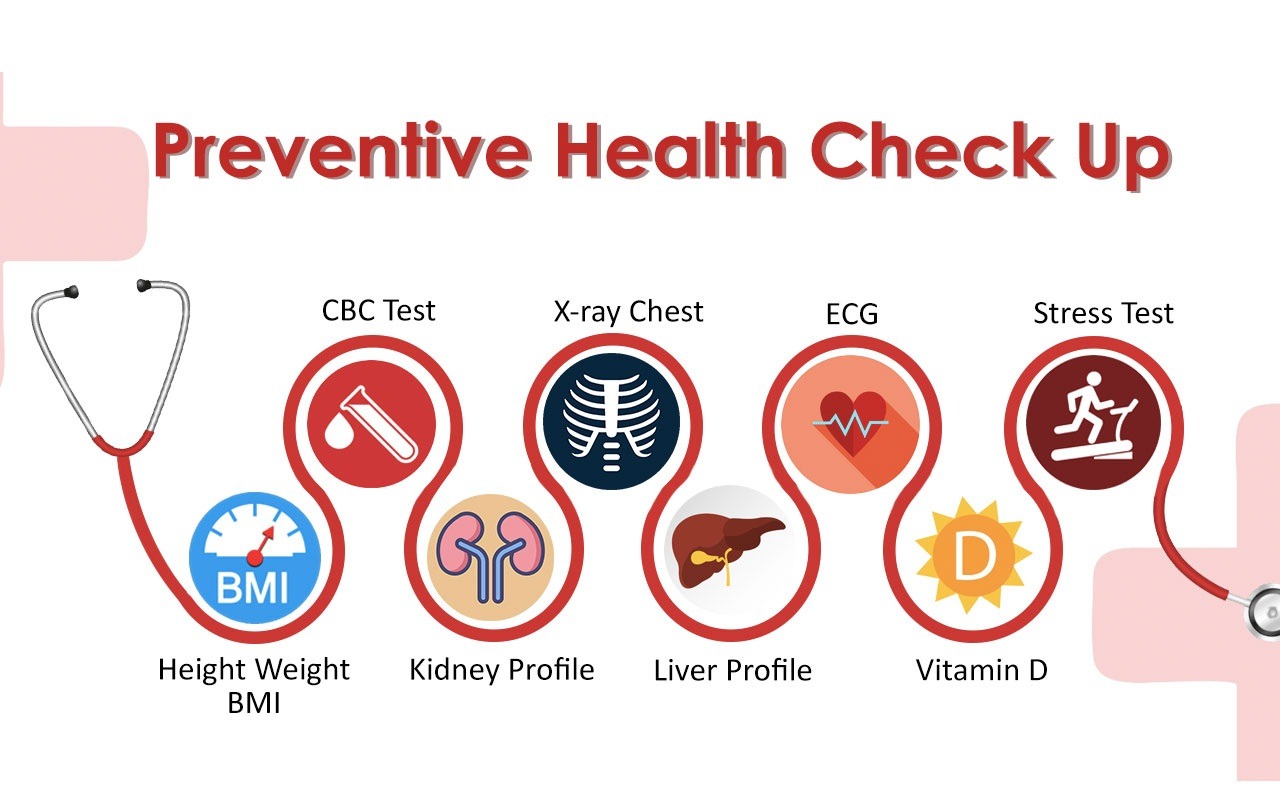 Preventive Health Check Up
CBC Test
X-ray Chest
ECG
Stress Test
BMI
D
Height Weight
BMI
Kidney Profile
Liver Profile
Vitamin D